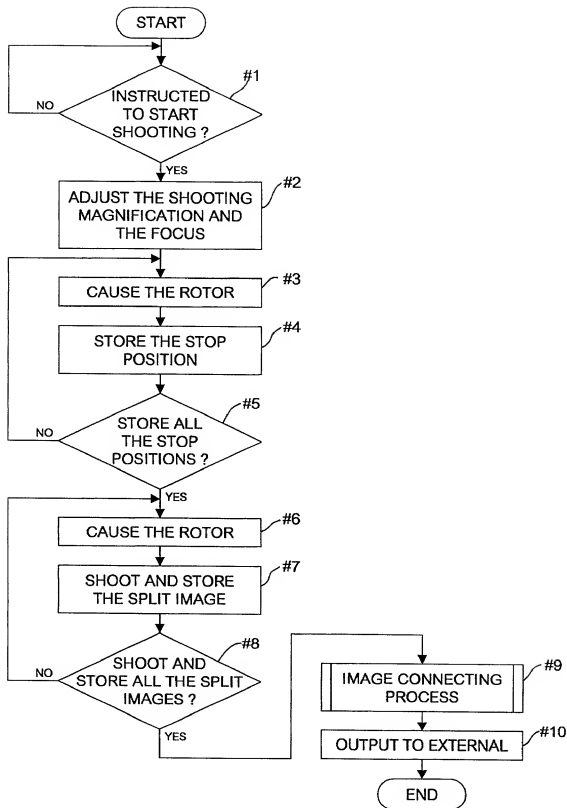 START
#1
INSTRUCTED
TO START
SHOOTING ?
NO
YES
#2
ADJUST THE SHOOTING
MAGNIFICATION AND
THE FOCUS
#3
CAUSE THE ROTOR
#4
STORE THE STOP
POSITION
#5
STORE ALL
THE STOP
POSITIONS ?
NO
YES
#6
CAUSE THE ROTOR
#7
SHOOT AND STORE
THE SPLIT IMAGE
#8
SHOOT AND
STORE ALL THE SPLIT
IMAGES ?
NO
YES
#9
IMAGE CONNECTING
PROCESS
#10
OUTPUT TO EXTERNAL
END